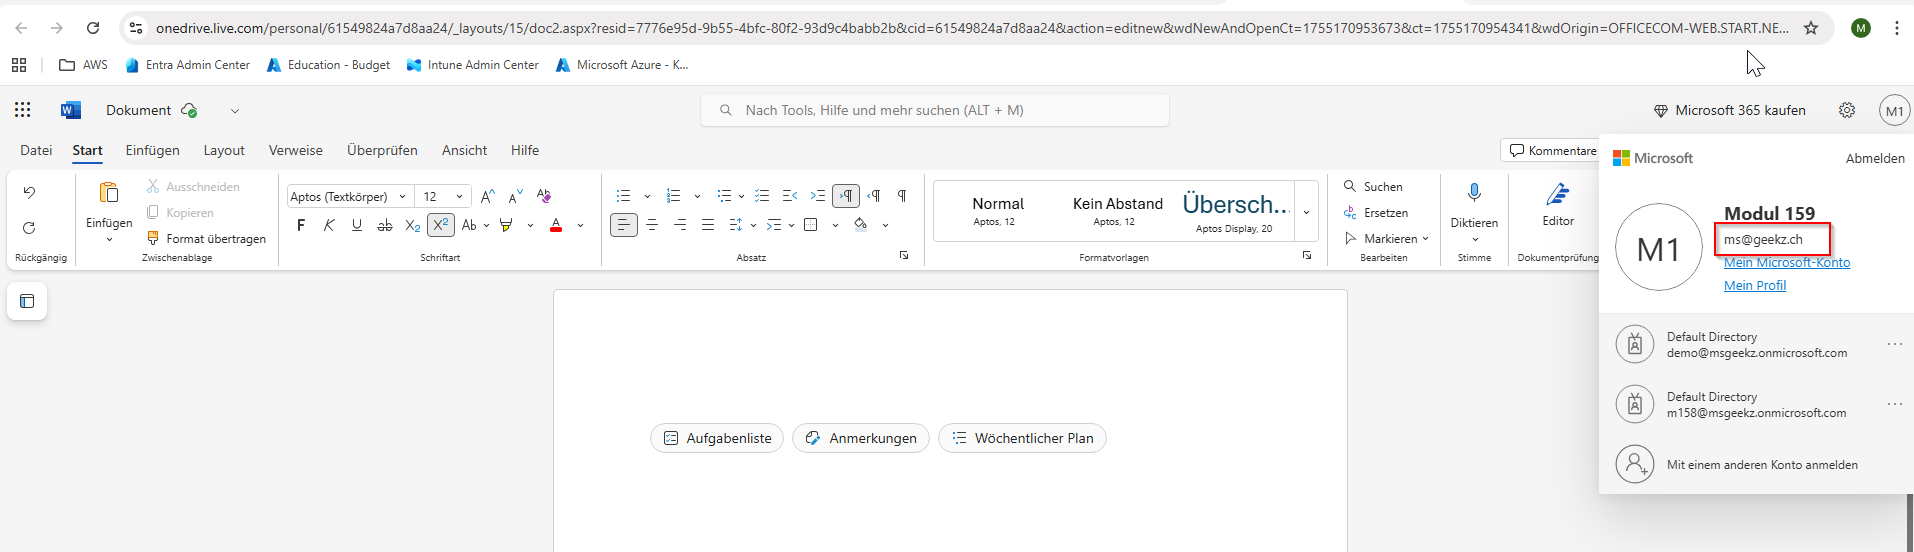 onedrive.live.com/personal/61549824a7d8aa24/_layouts/15/doc2.aspx?resid=7776e95d-9b55-4bfc-80f2-93d9c4babb2b&cid=61549824a7d8aa24&action=editnew&wdNewAndOpenCt=1755170953673&ct=1755170954341&wdOrigin=OFFICECOM-WEB.START.NE... M
AWS Entra Admin Center Education - Budget Intune Admin Center Microsoft Azure - K...
W Dokument Nach Tools, Hilfe und mehr suchen (ALT + M) Microsoft 365 kaufen M1
Datei Start Einfügen Layout Verweise Überprüfen Ansicht Hilfe Kommentare
Microsoft Abmelden
Einfügen
Ausschneiden
Kopieren
Format übertragen
Aptos (Textkörper) 12
F K U ab X₂ X² Ab A
Normal
Aptos, 12
Kein Abstand
Aptos, 12
Übersch...
Aptos Display, 20
Suchen
Ersetzen
Markieren
Diktieren
Editor
Rückgängig Zwischenablage Schriftart Absatz Formatvorlagen Bearbeiten Stimme Dokumentprüfung
M1
Modul 159
ms@geekz.ch
Mein Microsoft-Konto
Mein Profil
Default Directory
demo@msgeekz.onmicrosoft.com
Default Directory
m158@msgeekz.onmicrosoft.com
Mit einem anderen Konto anmelden
Aufgabenliste Anmerkungen Wöchentlicher Plan